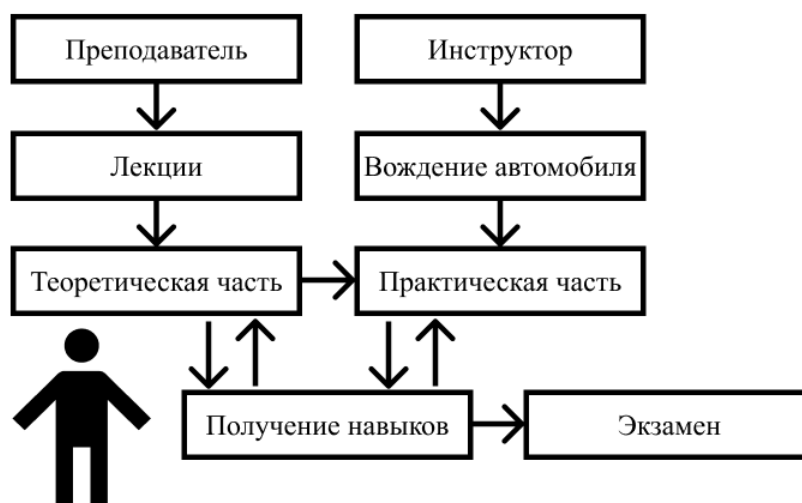 Преподаватель
Инструктор
Лекции
Вождение автомобиля
Теоретическая часть
Практическая часть
Получение навыков
Экзамен